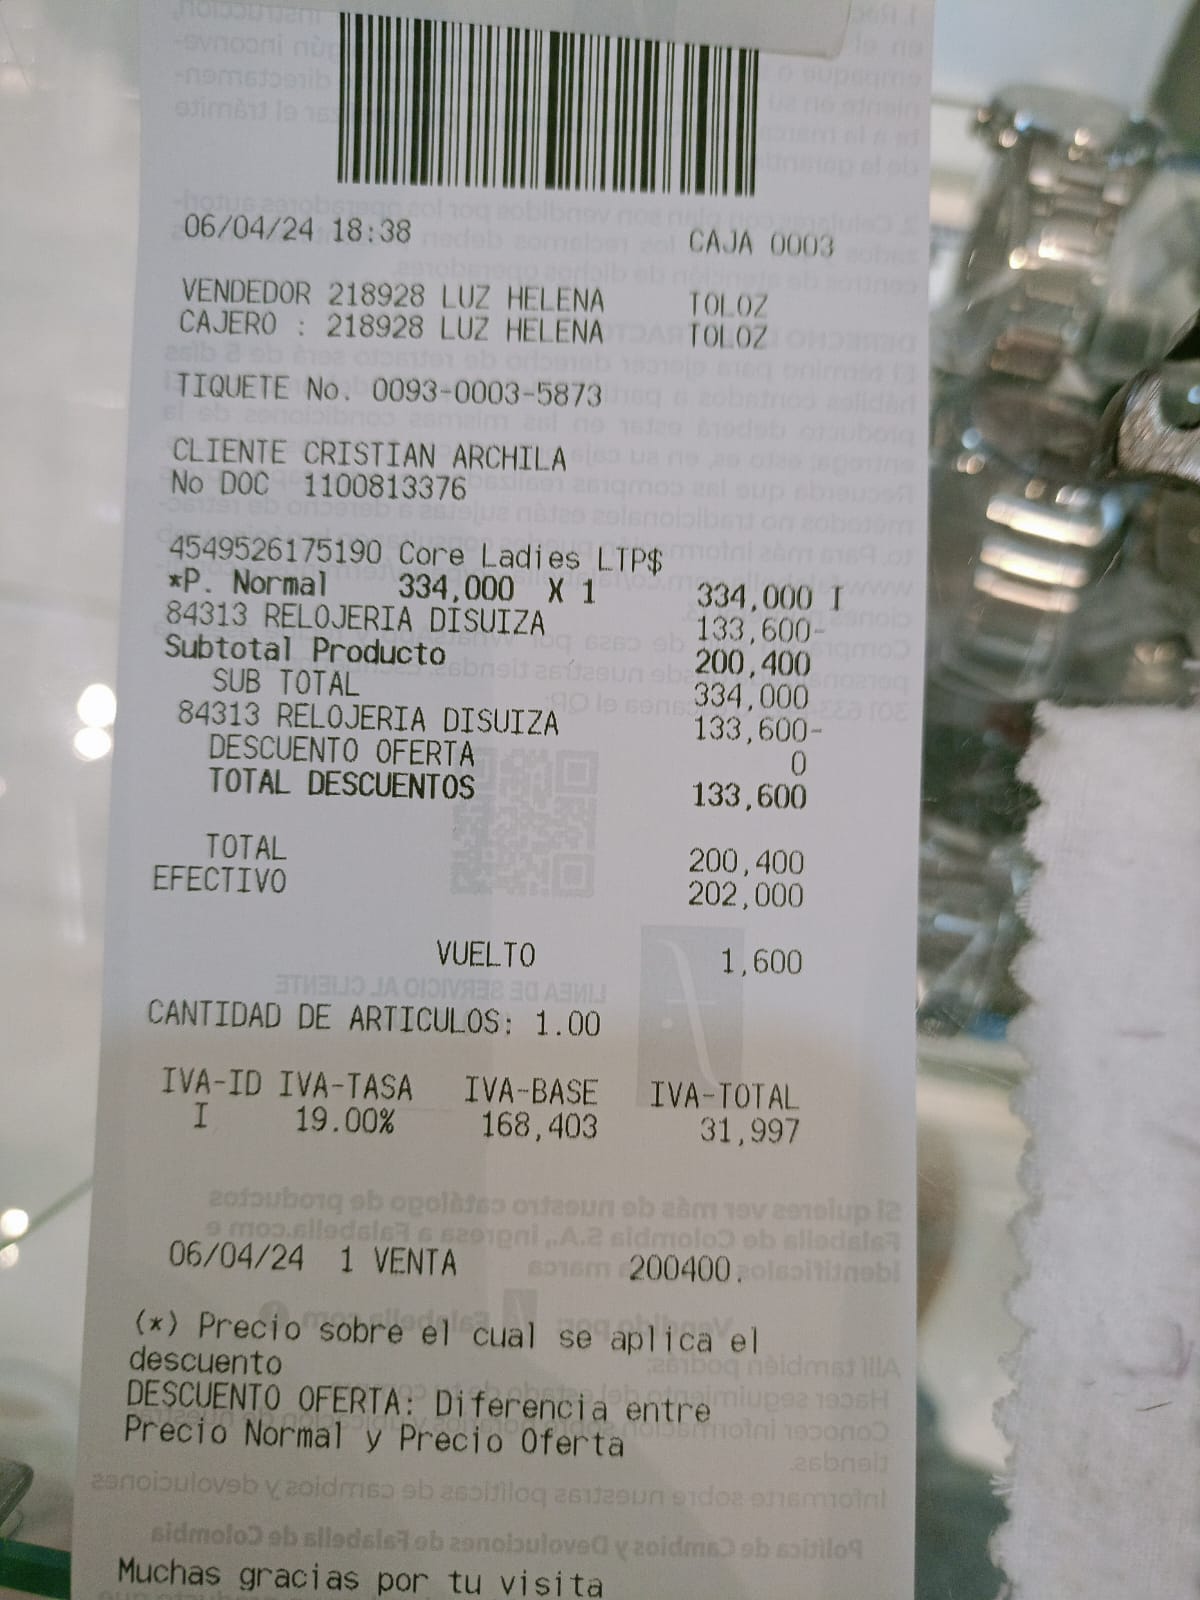 06/04/24 18:38 CAJA 0003
VENDEDOR 218928 LUZ HELENA TOLOZ
CAJERO : 218928 LUZ HELENA TOLOZ
TIQUETE No. 0093-0003-5873
CLIENTE CRISTIAN ARCHILA
No DOC 1100813376
4549526175190 Core Ladies LTP$
*P. Normal 334,000 X 1 334,000 I
84313 RELOJERIA DISUIZA 133,600-
Subtotal Producto 200,400
SUB TOTAL 334,000
84313 RELOJERIA DISUIZA 133,600-
DESCUENTO OFERTA 0
TOTAL DESCUENTOS 133,600
TOTAL 200,400
EFECTIVO 202,000
VUELTO 1,600
CANTIDAD DE ARTICULOS: 1.00
IVA-ID IVA-TASA IVA-BASE IVA-TOTAL
I 19.00% 168,403 31,997
06/04/24 1 VENTA 200400.
(*) Precio sobre el cual se aplica el
descuento
DESCUENTO OFERTA: Diferencia entre
Precio Normal y Precio Oferta
Muchas gracias por tu visita